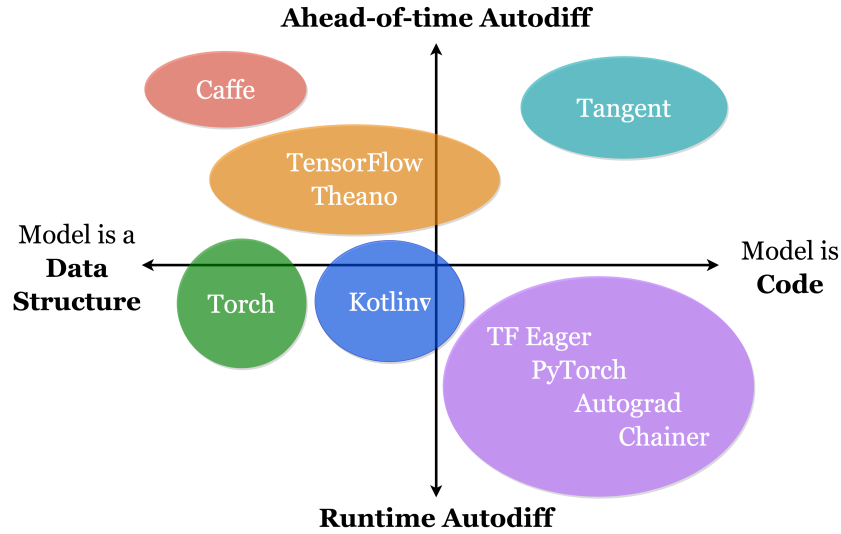 Ahead-of-time Autodiff
Caffe
Tangent
TensorFlow
Theano
Model is a
Data
Structure
Model is
Code
Torch
Kotlinv
TF Eager
PyTorch
Autograd
Chainer
Runtime Autodiff